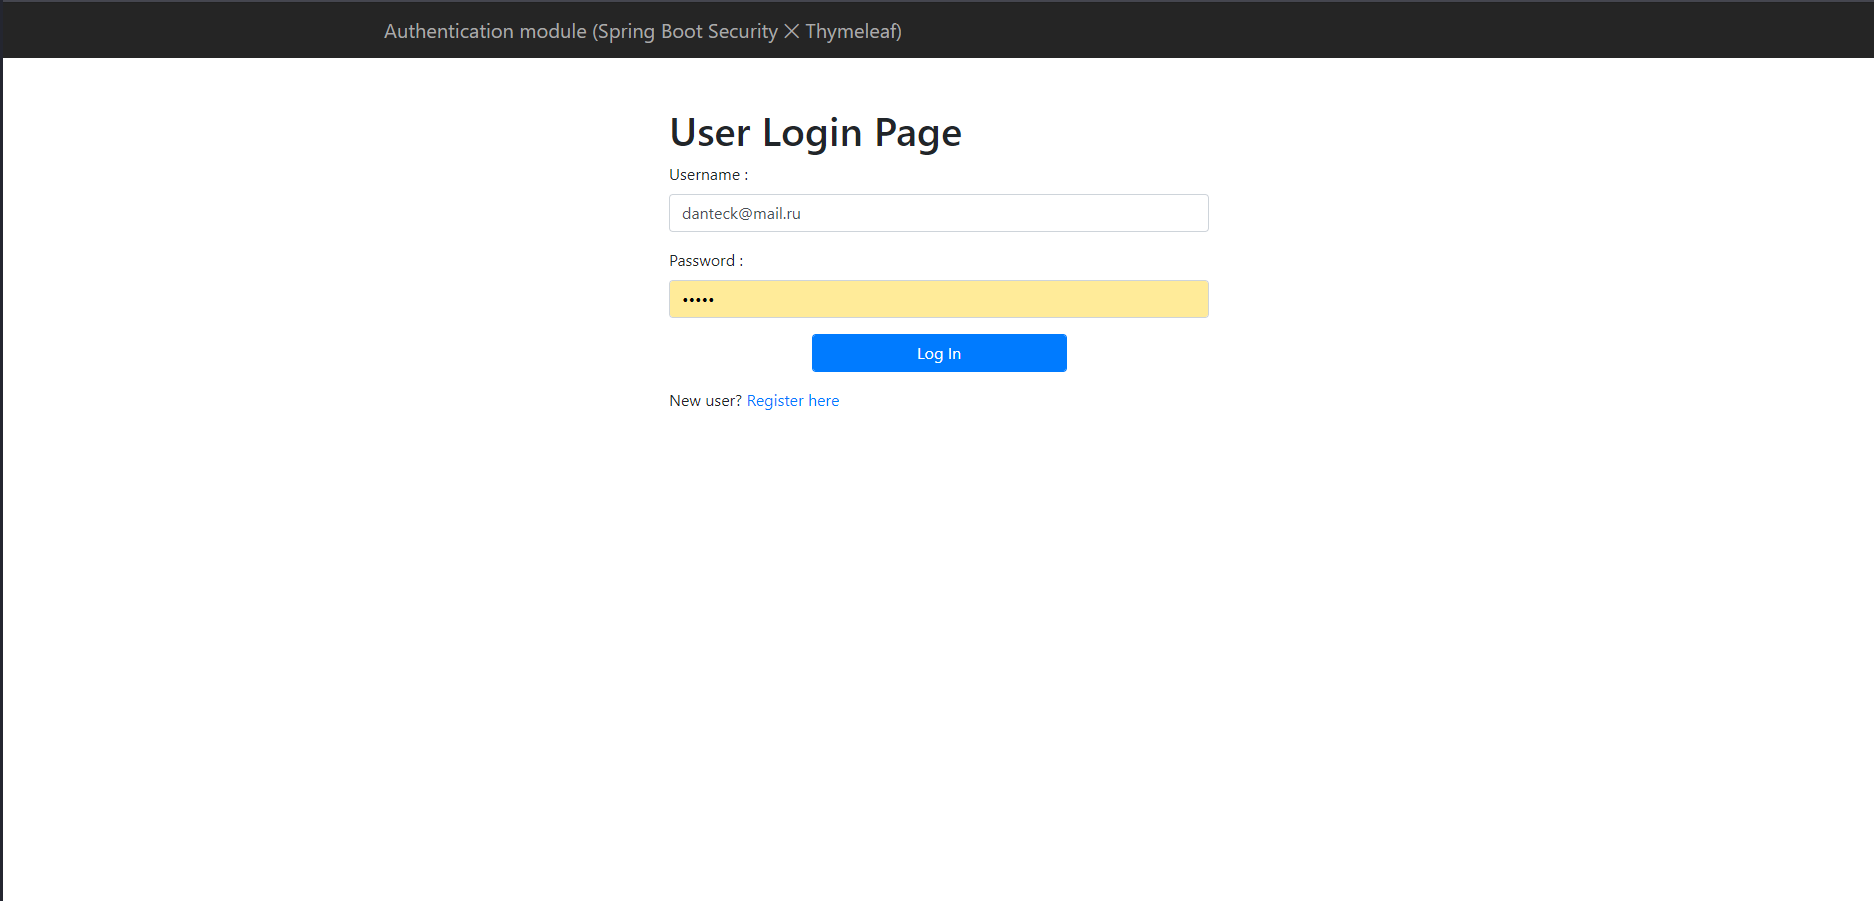 Authentication module (Spring Boot Security ✕ Thymeleaf)
User Login Page
Username :
danteck@mail.ru
Password :
•••••
Log In
New user? Register here